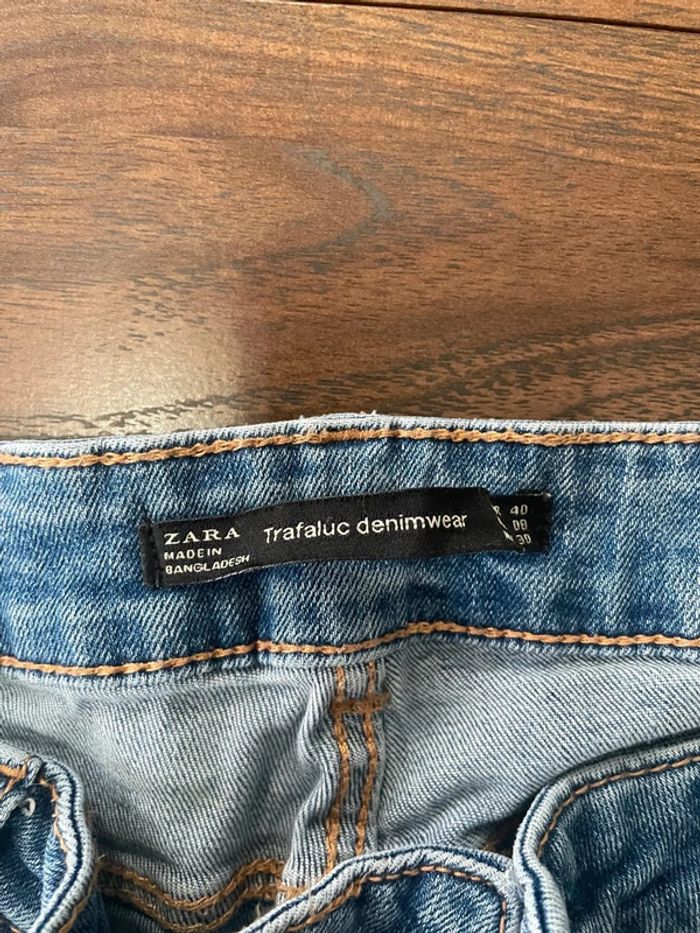 ZARA
MADE IN
BANGLADESH
Trafaluc denimwear
40
08
30